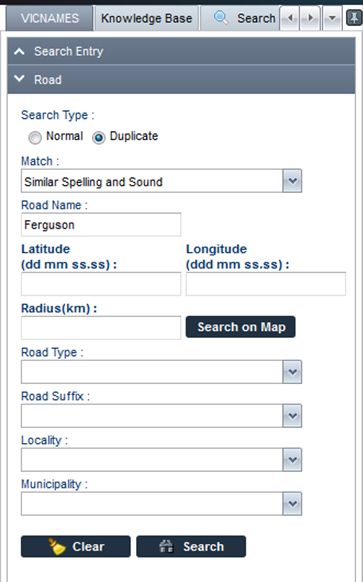 VICNAMES Knowledge Base Search
Search Entry
Road
Search Type :
Normal Duplicate
Match :
Similar Spelling and Sound
Road Name :
Ferguson
Latitude Longitude
(dd mm ss.ss) : (ddd mm ss.ss) :
Radius(km) :
Search on Map
Road Type :
Road Suffix :
Locality :
Municipality :
Clear Search